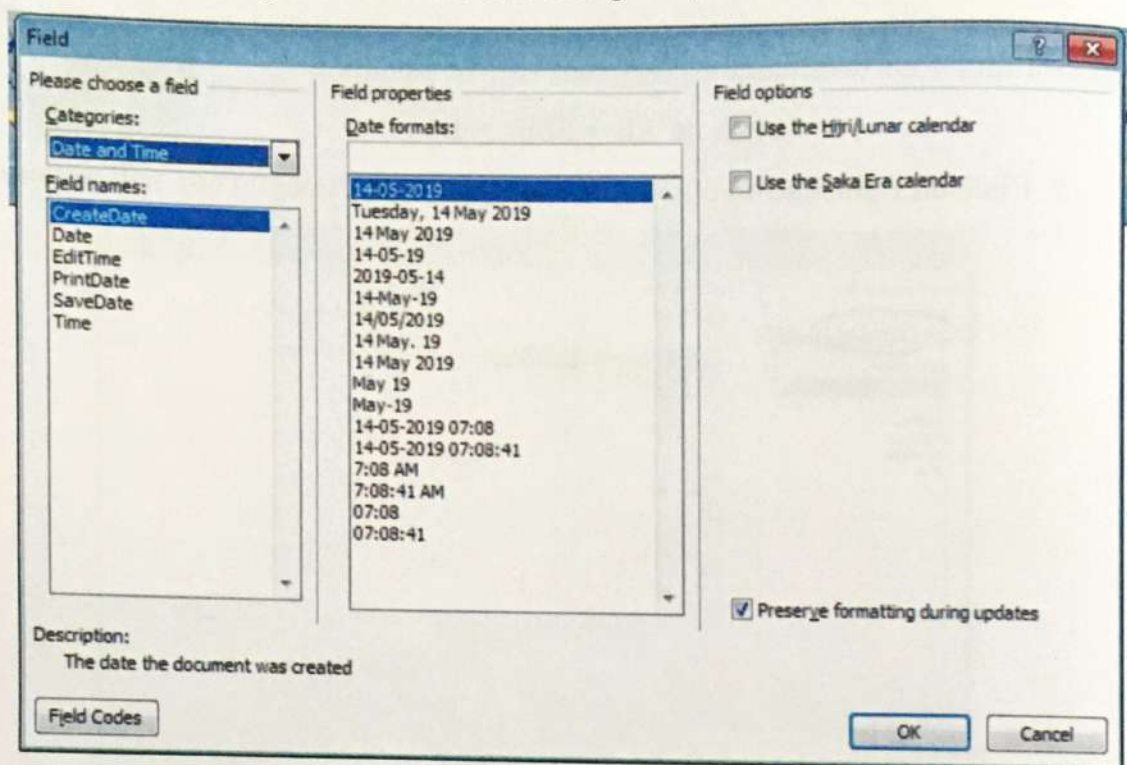 Field
Please choose a field
Categories:
Date and Time
Field names:
CreateDate
Date
EditTime
PrintDate
SaveDate
Time
Field properties
Date formats:
14-05-2019
Tuesday, 14 May 2019
14 May 2019
14-05-19
2019-05-14
14-May-19
14/05/2019
14 May. 19
14 May 2019
May 19
May-19
14-05-2019 07:08
14-05-2019 07:08:41
7:08 AM
7:08:41 AM
07:08
07:08:41
Field options
Use the Hijri/Lunar calendar
Use the Saka Era calendar
Preserve formatting during updates
Description:
The date the document was created
Field Codes
OK
Cancel